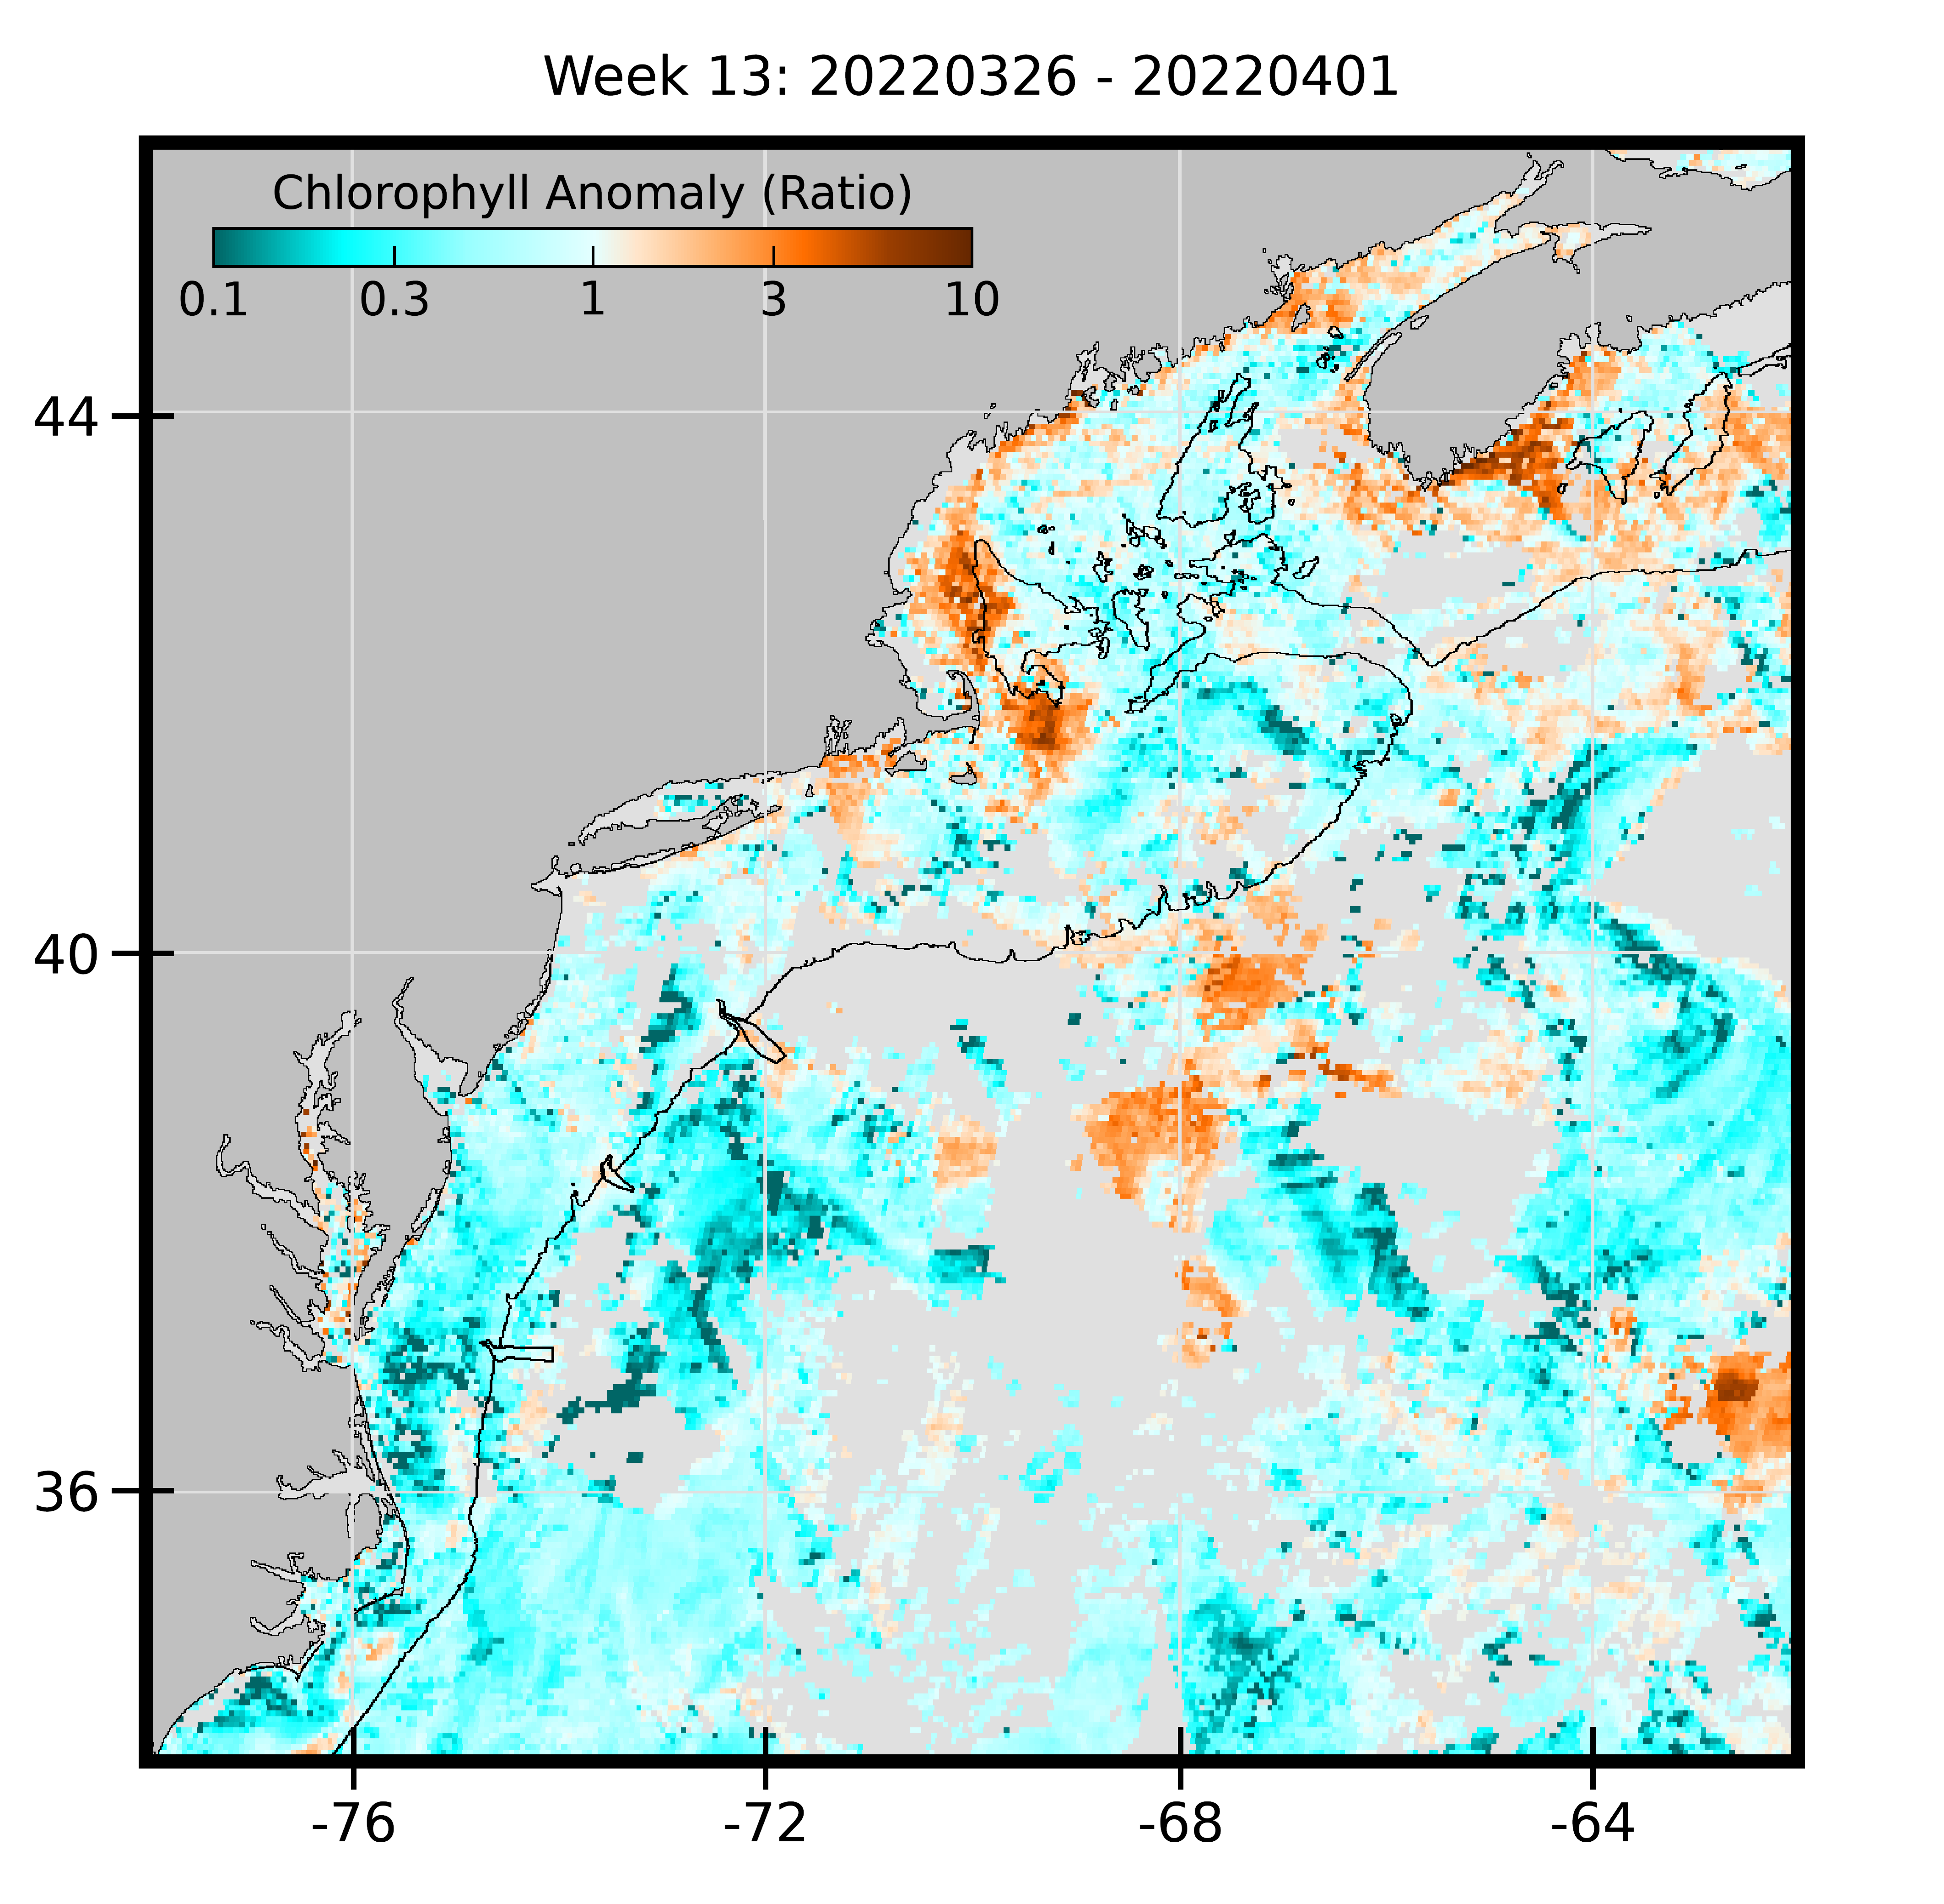 Week 13: 20220326 - 20220401
Chlorophyll Anomaly (Ratio)
0.1 0.3 1 3 10
44
40
36
-76 -72 -68 -64